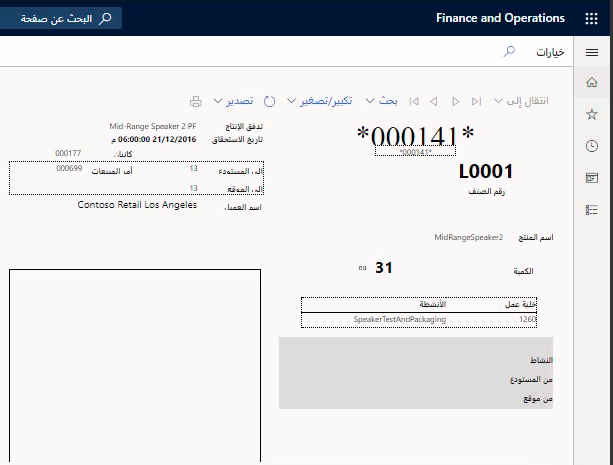 Finance and Operations
البحث عن صفحة
خيارات
انتقال إلى
بحث
تكبير/تصغير
تصدير
*000141*
*000141*
L0001
رقم الصنف
تدفق الإنتاج Mid-Range Speaker 2 PF
تاريخ الاستحقاق 21/12/2016 06:00:00 م
كانبان 000177
إلى المستودع 13 أمر المبيعات 000699
إلى الموقع 13
اسم العميل Contoso Retail Los Angeles
اسم المنتج MidRangeSpeaker2
الكمية 31 ea
خلية عمل الأنشطة
1260 SpeakerTestAndPackaging
النشاط
من المستودع
من موقع